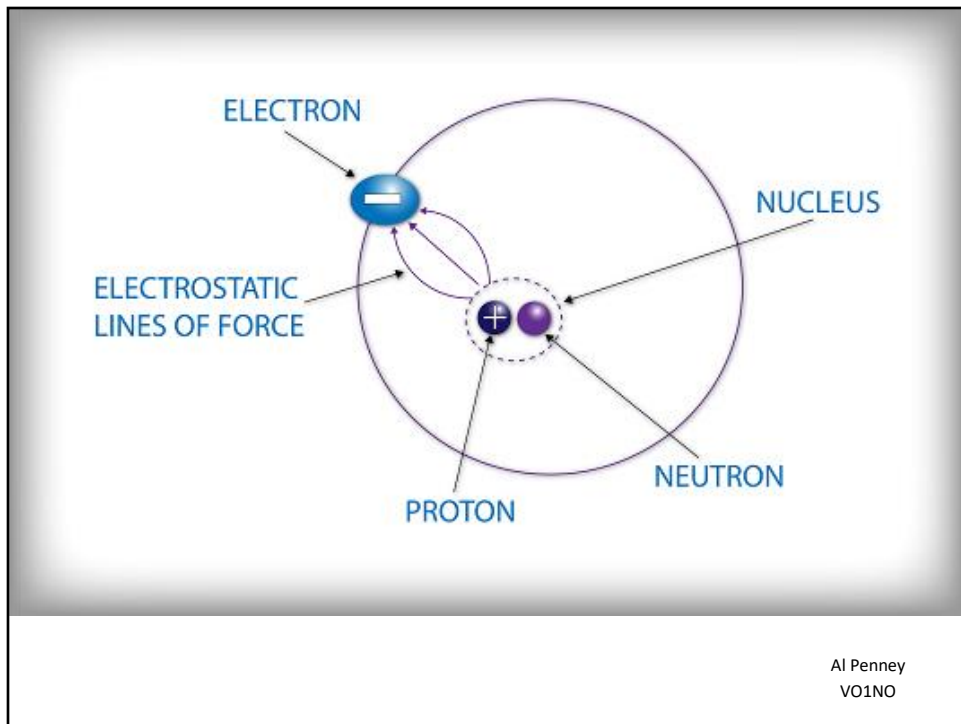 ELECTRON
NUCLEUS
ELECTROSTATIC
LINES OF FORCE
NEUTRON
PROTON
Al Penney
VO1NO